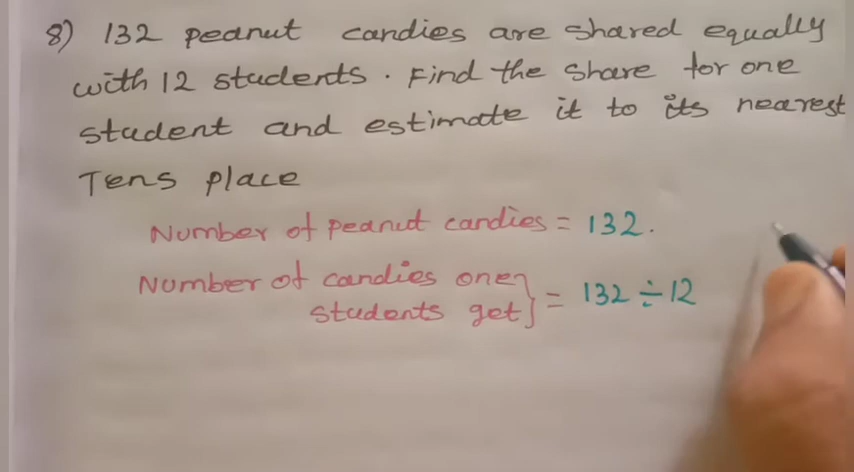 8) 132 peanut candies are shared equally
with 12 students. Find the share for one
student and estimate it to its nearest
Tens place
Number of peanut candies = 132.
Number of candies one
students get } = 132 ÷ 12